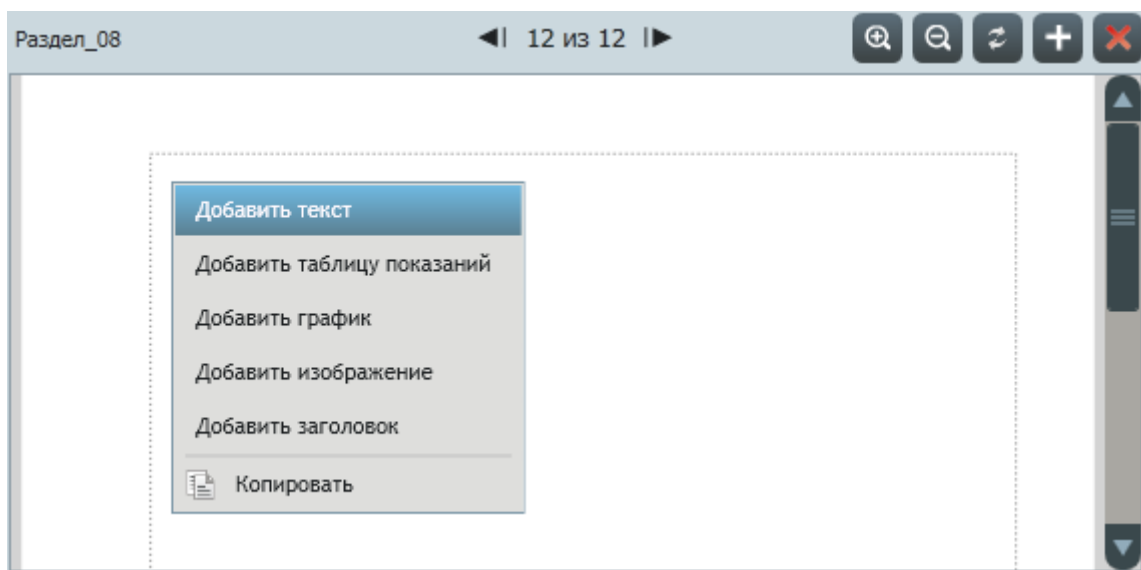 Раздел_08
12 из 12
Добавить текст
Добавить таблицу показаний
Добавить график
Добавить изображение
Добавить заголовок
Копировать